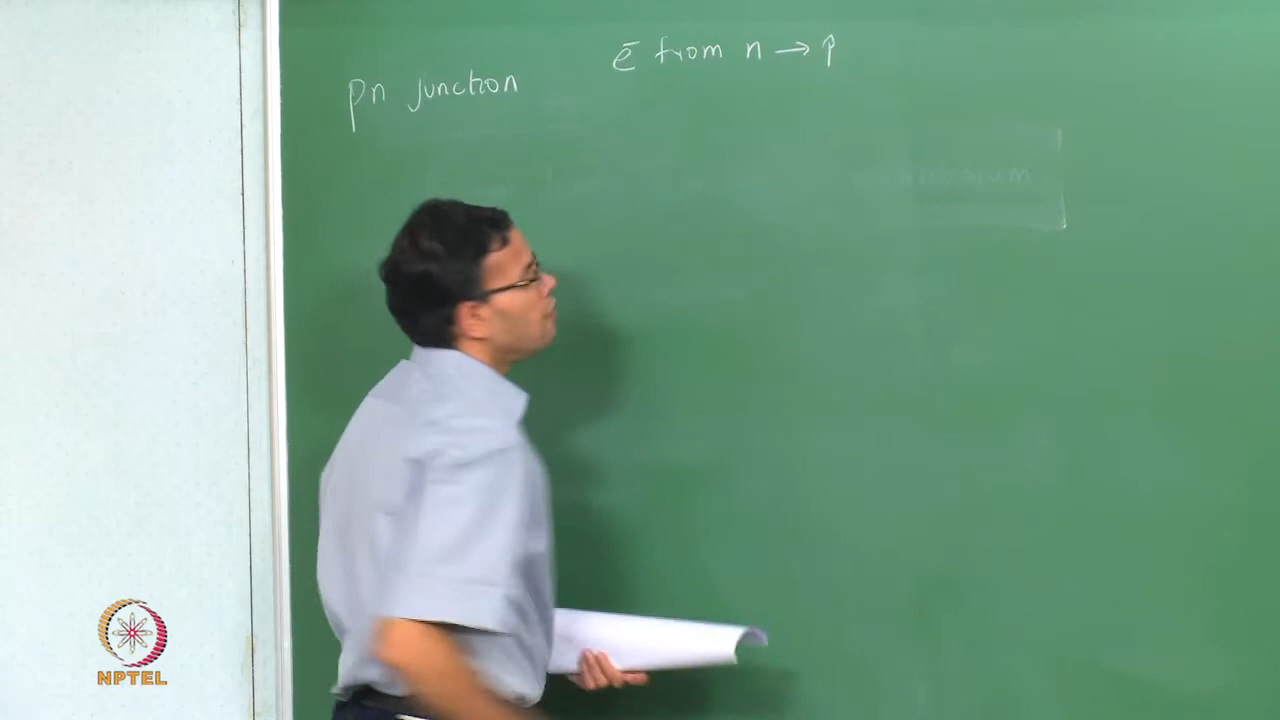 e̅ from n → p
pn junction
NPTEL